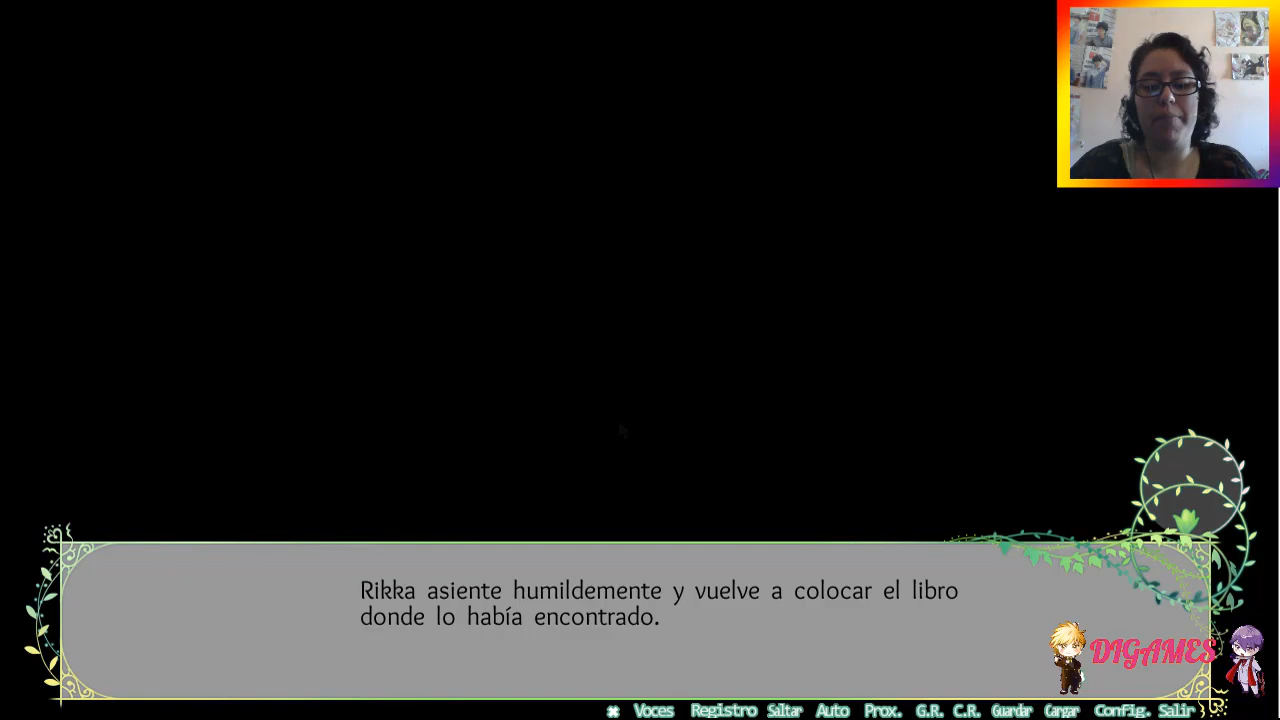 Rikka asiente humildemente y vuelve a colocar el libro
donde lo había encontrado.
DIGAMES
Voces Registro Saltar Auto Prox. G.R. C.R. Guardar Cargar Config. Salir